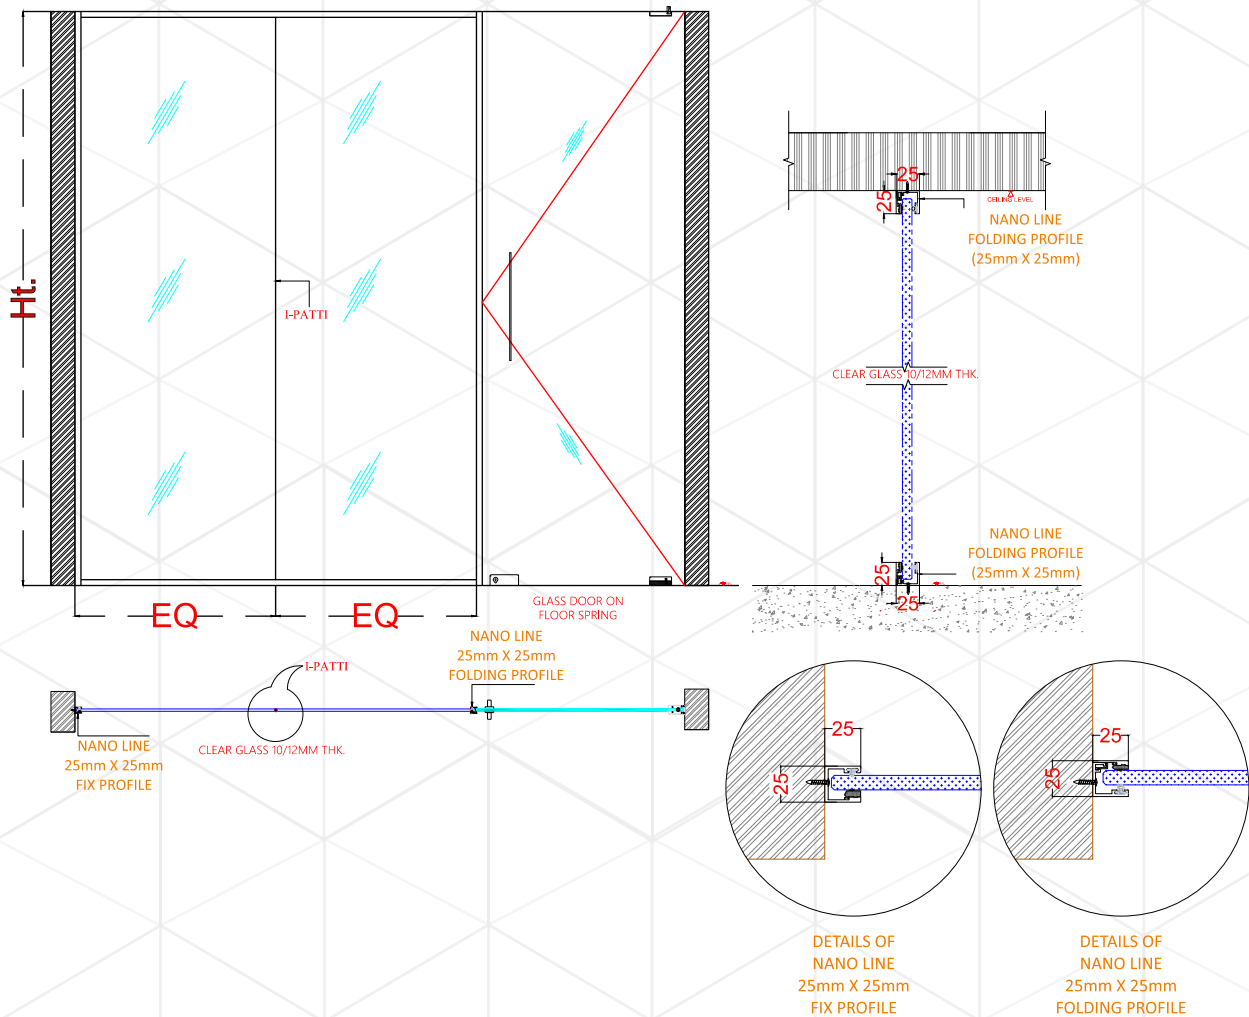 Ht.
I-PATTI
EQ
EQ
GLASS DOOR ON
FLOOR SPRING
25
25
CEILING LEVEL
NANO LINE
FOLDING PROFILE
(25mm X 25mm)
CLEAR GLASS 10/12MM THK.
NANO LINE
FOLDING PROFILE
(25mm X 25mm)
25
25
I-PATTI
NANO LINE
25mm X 25mm
FOLDING PROFILE
CLEAR GLASS 10/12MM THK.
NANO LINE
25mm X 25mm
FIX PROFILE
25
25
DETAILS OF
NANO LINE
25mm X 25mm
FIX PROFILE
25
25
DETAILS OF
NANO LINE
25mm X 25mm
FOLDING PROFILE